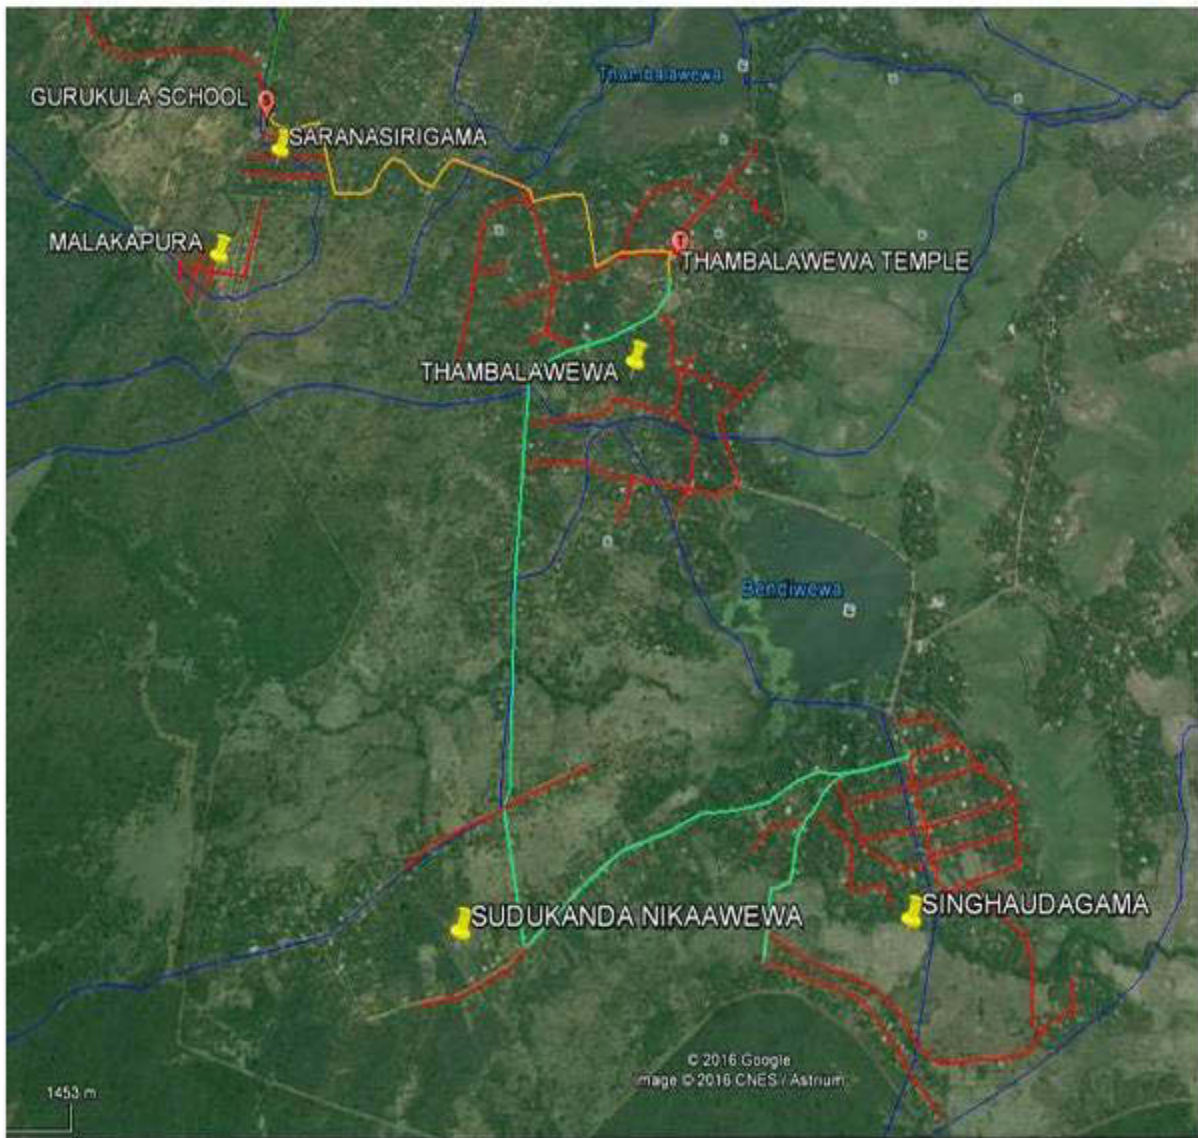 Thambalawewa
GURUKULA SCHOOL
SARANASIRIGAMA
MALAKAPURA
THAMBALAWEWA TEMPLE
THAMBALAWEWA
Bendiwewa
SUDUKANDA NIKAAWEWA
SINGHAUDAGAMA
© 2016 Google
Image © 2016 CNES / Astrium
1453 m